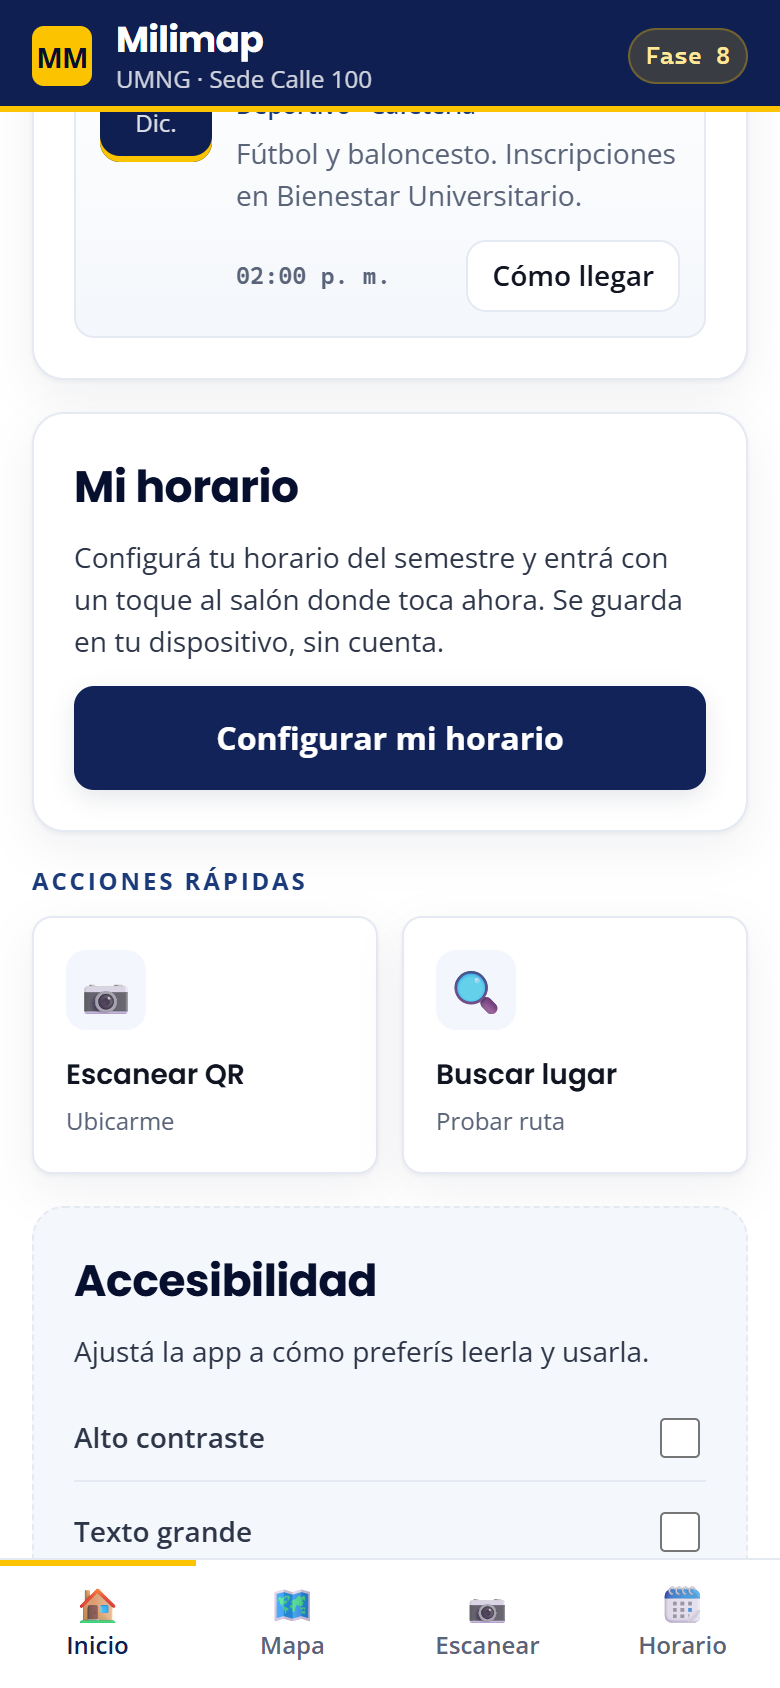 MM
Milimap
UMNG · Sede Calle 100
Fase 8
Dic.
Fútbol y baloncesto. Inscripciones
en Bienestar Universitario.
02:00 p. m.
Cómo llegar
Mi horario
Configurá tu horario del semestre y entrá con
un toque al salón donde toca ahora. Se guarda
en tu dispositivo, sin cuenta.
Configurar mi horario
ACCIONES RÁPIDAS
Escanear QR
Ubicarme
Buscar lugar
Probar ruta
Accesibilidad
Ajustá la app a cómo preferís leerla y usarla.
Alto contraste
Texto grande
Inicio
Mapa
Escanear
Horario